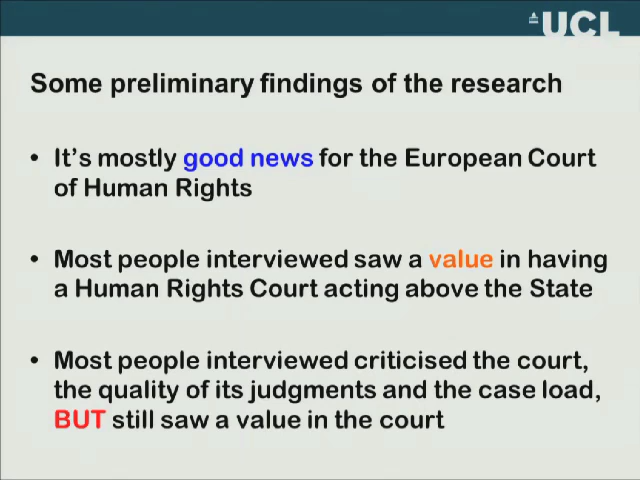 UCL
Some preliminary findings of the research
• It's mostly good news for the European Court
of Human Rights
• Most people interviewed saw a value in having
a Human Rights Court acting above the State
• Most people interviewed criticised the court,
the quality of its judgments and the case load,
BUT still saw a value in the court